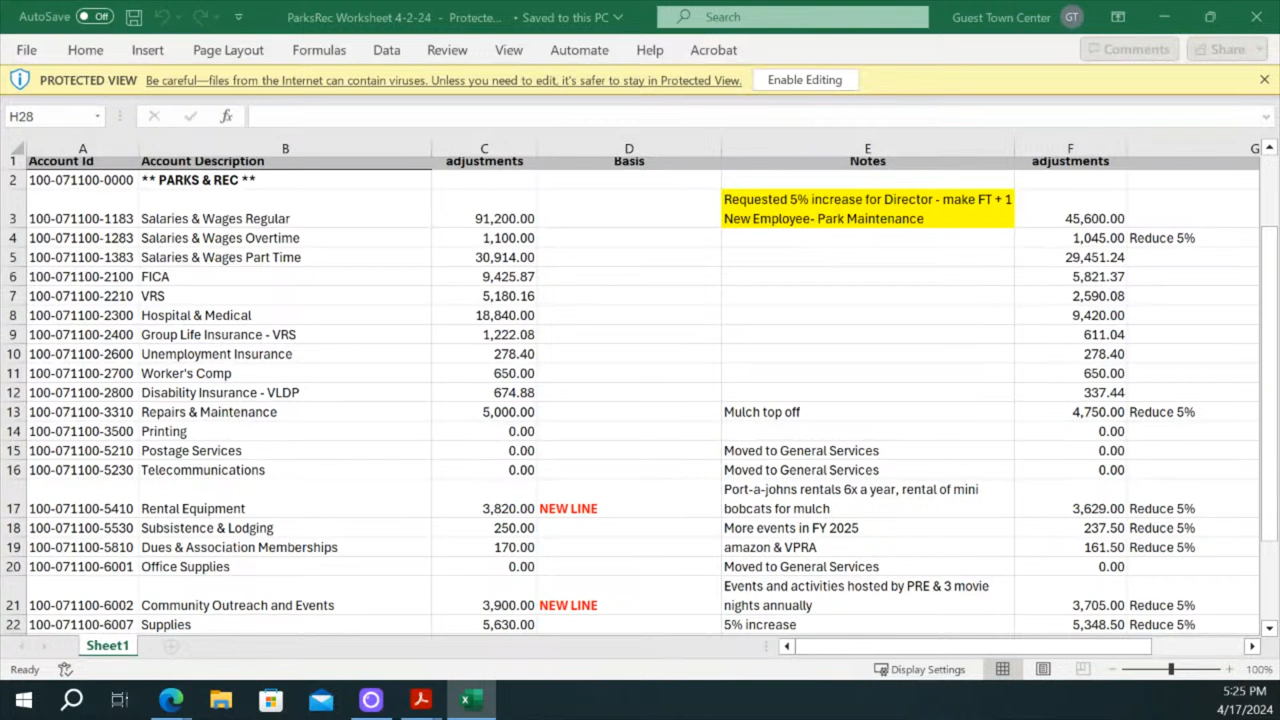 AutoSave Off ParksRec Worksheet 4-2-24 - Protecte... • Saved to this PC Search Guest Town Center GT
File Home Insert Page Layout Formulas Data Review View Automate Help Acrobat Comments Share
PROTECTED VIEW Be careful—files from the Internet can contain viruses. Unless you need to edit, it's safer to stay in Protected View. Enable Editing
H28 fx
A B C D E F G
1 Account Id Account Description adjustments Basis Notes adjustments
2 100-071100-0000 ** PARKS & REC **
Requested 5% increase for Director - make FT + 1
3 100-071100-1183 Salaries & Wages Regular 91,200.00 New Employee- Park Maintenance 45,600.00
4 100-071100-1283 Salaries & Wages Overtime 1,100.00 1,045.00 Reduce 5%
5 100-071100-1383 Salaries & Wages Part Time 30,914.00 29,451.24
6 100-071100-2100 FICA 9,425.87 5,821.37
7 100-071100-2210 VRS 5,180.16 2,590.08
8 100-071100-2300 Hospital & Medical 18,840.00 9,420.00
9 100-071100-2400 Group Life Insurance - VRS 1,222.08 611.04
10 100-071100-2600 Unemployment Insurance 278.40 278.40
11 100-071100-2700 Worker's Comp 650.00 650.00
12 100-071100-2800 Disability Insurance - VLDP 674.88 337.44
13 100-071100-3310 Repairs & Maintenance 5,000.00 Mulch top off 4,750.00 Reduce 5%
14 100-071100-3500 Printing 0.00 0.00
15 100-071100-5210 Postage Services 0.00 Moved to General Services 0.00
16 100-071100-5230 Telecommunications 0.00 Moved to General Services 0.00
Port-a-johns rentals 6x a year, rental of mini
17 100-071100-5410 Rental Equipment 3,820.00 NEW LINE bobcats for mulch 3,629.00 Reduce 5%
18 100-071100-5530 Subsistence & Lodging 250.00 More events in FY 2025 237.50 Reduce 5%
19 100-071100-5810 Dues & Association Memberships 170.00 amazon & VPRA 161.50 Reduce 5%
20 100-071100-6001 Office Supplies 0.00 Moved to General Services 0.00
Events and activities hosted by PRE & 3 movie
21 100-071100-6002 Community Outreach and Events 3,900.00 NEW LINE nights annually 3,705.00 Reduce 5%
22 100-071100-6007 Supplies 5,630.00 5% increase 5,348.50 Reduce 5%
Sheet1
Ready Display Settings 100%
5:25 PM
4/17/2024